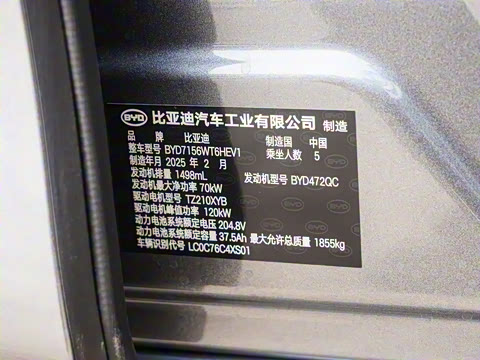 BYD 比亚迪汽车工业有限公司 制造
品牌 比亚迪 制造国 中国
整车型号 BYD7156WT6HEV1 乘坐人数 5
制造年月 2025 年 2 月
发动机排量 1498mL 发动机型号 BYD472QC
发动机最大净功率 70kW
驱动电机型号 TZ210XYB
驱动电机峰值功率 120kW
动力电池系统额定电压 204.8V
动力电池系统额定容量 37.5Ah 最大允许总质量 1855kg
车辆识别代号 LC0C76C4XS01